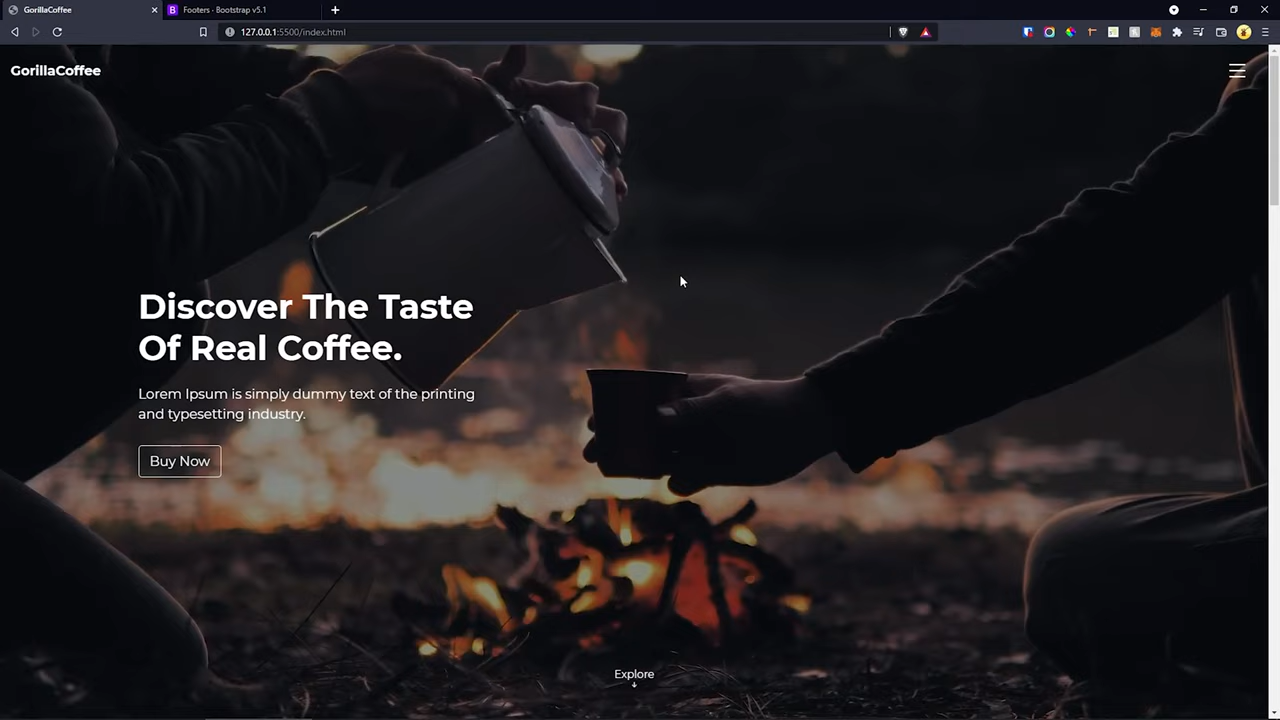 GorillaCoffee
Footers · Bootstrap v5.1
127.0.0.1:5500/index.html
GorillaCoffee
Discover The Taste
Of Real Coffee.
Lorem Ipsum is simply dummy text of the printing
and typesetting industry.
Buy Now
Explore